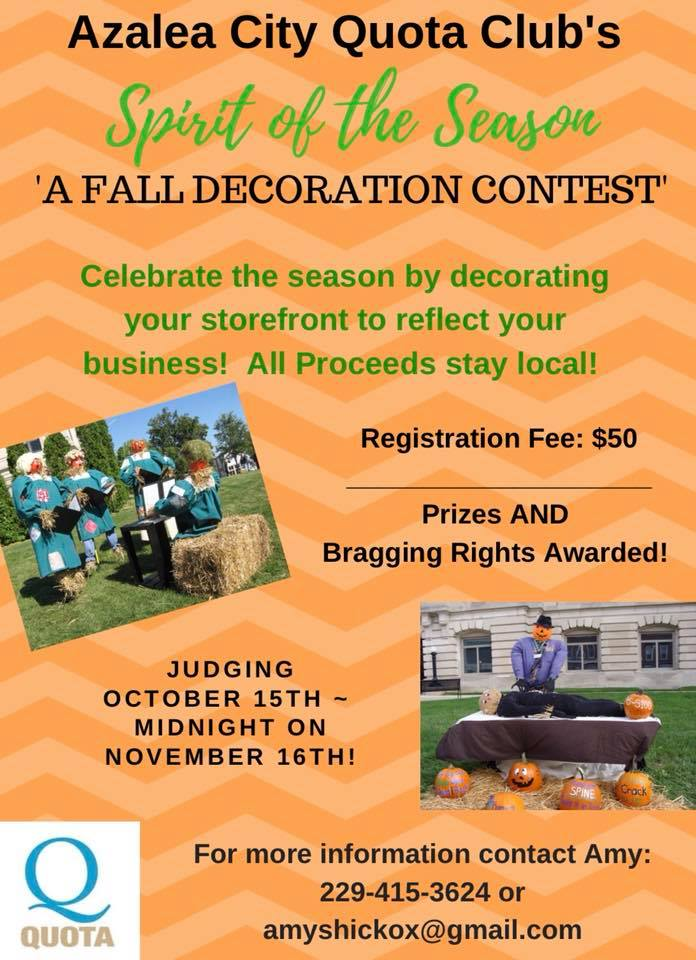 Azalea City Quota Club's
Spirit of the Season
'A FALL DECORATION CONTEST'
Celebrate the season by decorating
your storefront to reflect your
business! All Proceeds stay local!
Registration Fee: $50
Prizes AND
Bragging Rights Awarded!
JUDGING
OCTOBER 15TH ~
MIDNIGHT ON
NOVEMBER 16TH!
SPINE
Crack
For more information contact Amy:
229-415-3624 or
amyshickox@gmail.com
Q
QUOTA